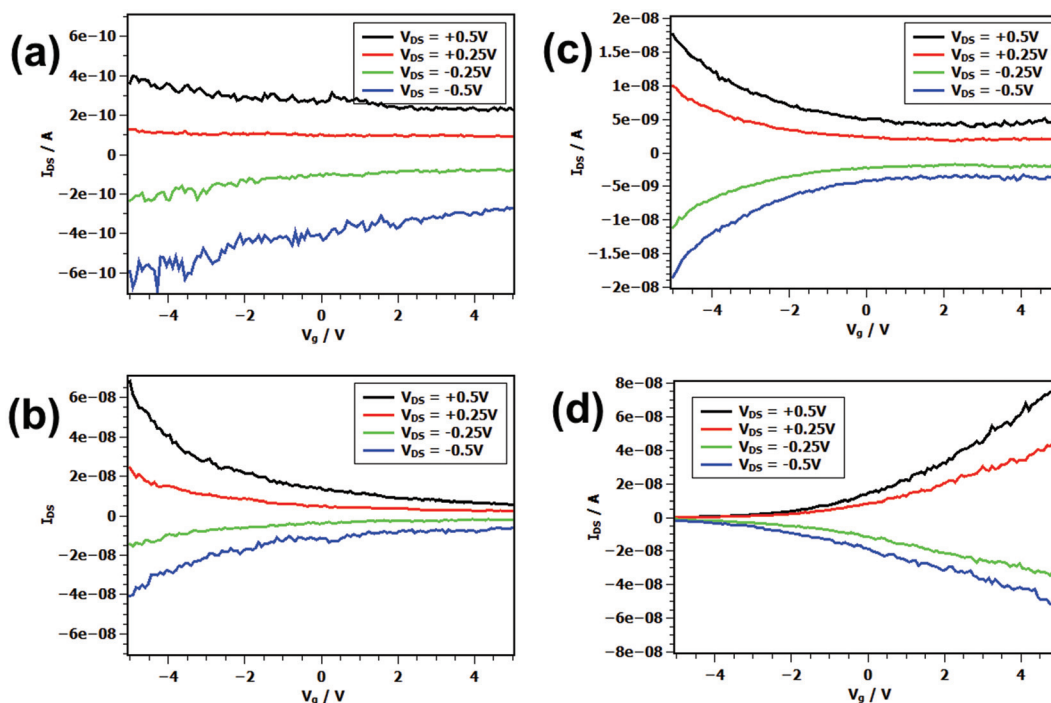 (a)
6e-10
4e-10
2e-10
0
-2e-10
-4e-10
-6e-10
I_DS / A
V_DS = +0.5V
V_DS = +0.25V
V_DS = -0.25V
V_DS = -0.5V
-4 -2 0 2 4
V_g / V
(c)
2e-08
1.5e-08
1e-08
5e-09
0
-5e-09
-1e-08
-1.5e-08
-2e-08
I_DS / A
V_DS = +0.5V
V_DS = +0.25V
V_DS = -0.25V
V_DS = -0.5V
-4 -2 0 2 4
V_g / V
(b)
6e-08
4e-08
2e-08
0
-2e-08
-4e-08
-6e-08
I_DS
V_DS = +0.5V
V_DS = +0.25V
V_DS = -0.25V
V_DS = -0.5V
-4 -2 0 2 4
V_g / V
(d)
8e-08
6e-08
4e-08
2e-08
0
-2e-08
-4e-08
-6e-08
-8e-08
I_DS / A
V_DS = +0.5V
V_DS = +0.25V
V_DS = -0.25V
V_DS = -0.5V
-4 -2 0 2 4
V_g / V